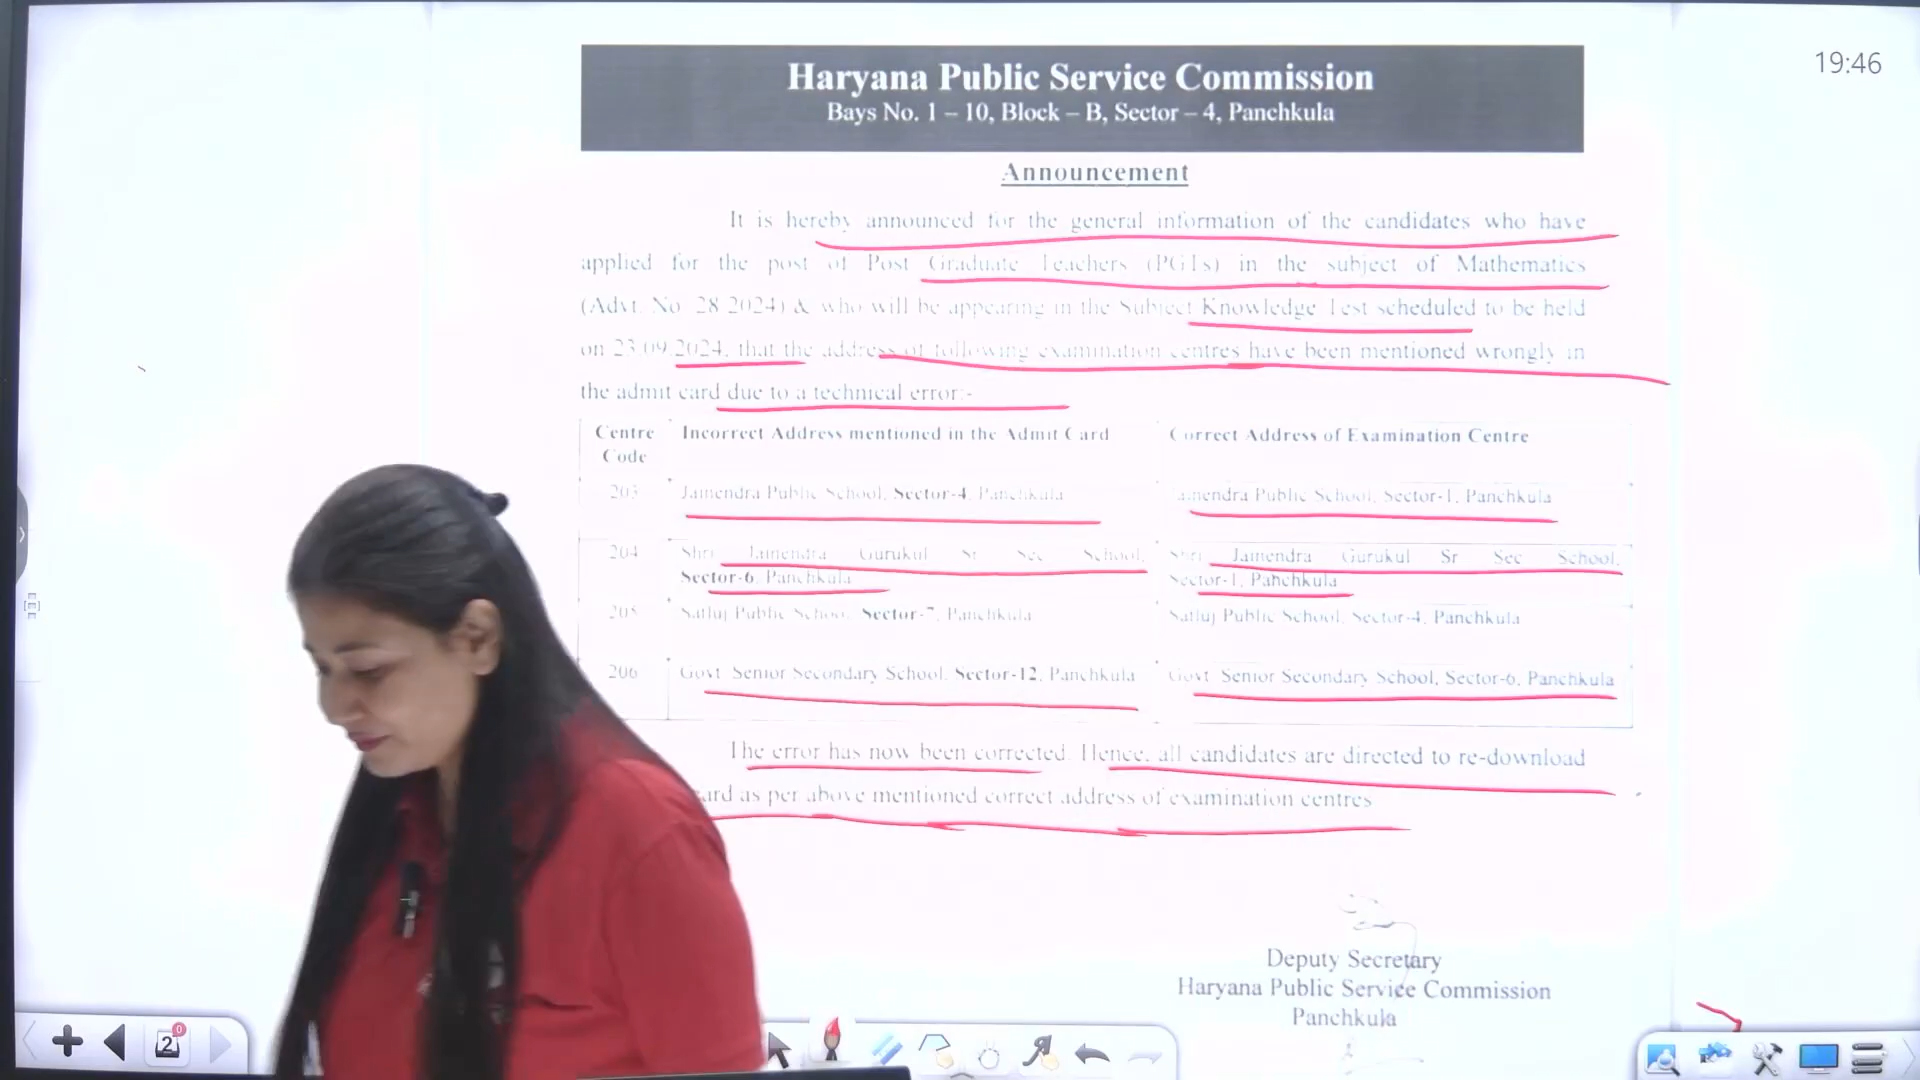 19:46
Haryana Public Service Commission
Bays No. 1 – 10, Block – B, Sector – 4, Panchkula
Announcement
It is hereby announced for the general information of the candidates who have
applied for the post of Post Graduate Teachers (PGTs) in the subject of Mathematics
(Advt. No. 28/2024) & who will be appearing in the Subject Knowledge Test scheduled to be held
on 23.09.2024, that the address of following examination centres have been mentioned wrongly in
the admit card due to a technical error:-
Centre Code Incorrect Address mentioned in the Admit Card Correct Address of Examination Centre
203 Jainendra Public School, Sector-4, Panchkula Jainendra Public School, Sector-1, Panchkula
204 Shri Jainendra Gurukul Sr Sec School, Sector-6, Panchkula Shri Jainendra Gurukul Sr Sec School, Sector-1, Panchkula
205 Satluj Public School, Sector-7, Panchkula Satluj Public School, Sector-4, Panchkula
206 Govt Senior Secondary School, Sector-12, Panchkula Govt Senior Secondary School, Sector-6, Panchkula
The error has now been corrected. Hence, all candidates are directed to re-download
card as per above mentioned correct address of examination centres
Deputy Secretary
Haryana Public Service Commission
Panchkula
2
0